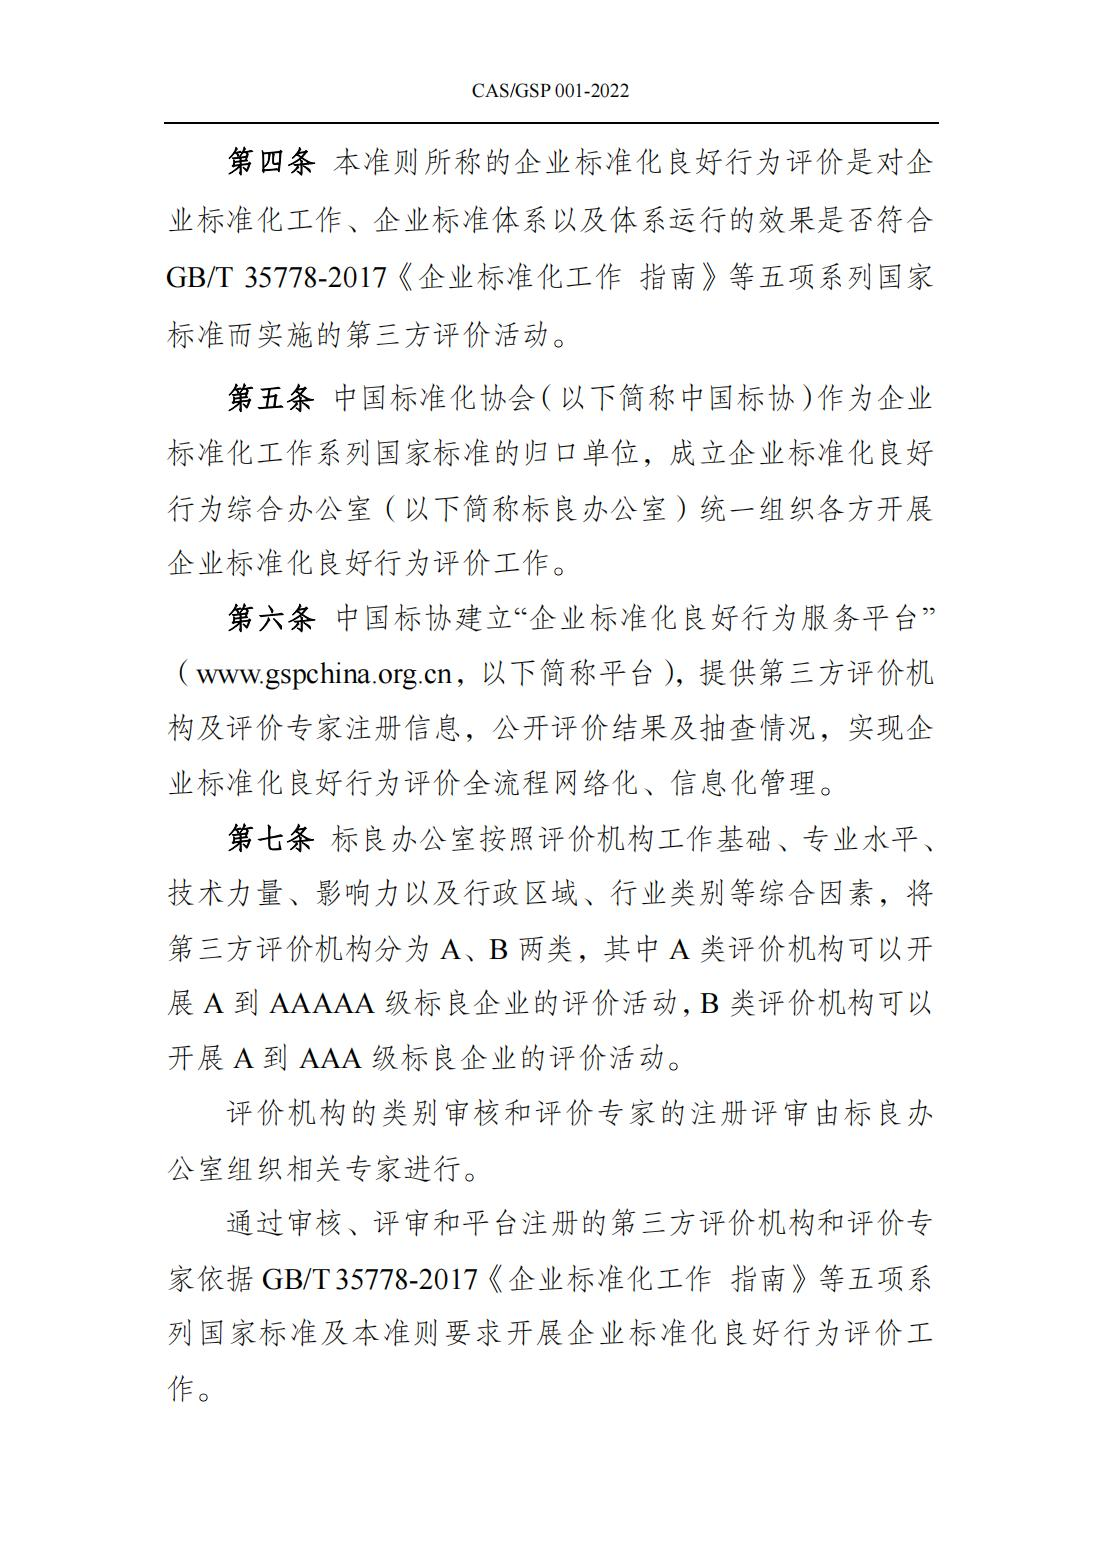 CAS/GSP 001-2022
第四条 本准则所称的企业标准化良好行为评价是对企
业标准化工作、企业标准体系以及体系运行的效果是否符合
GB/T 35778-2017《企业标准化工作 指南》等五项系列国家
标准而实施的第三方评价活动。
第五条 中国标准化协会（以下简称中国标协）作为企业
标准化工作系列国家标准的归口单位，成立企业标准化良好
行为综合办公室（以下简称标良办公室）统一组织各方开展
企业标准化良好行为评价工作。
第六条 中国标协建立“企业标准化良好行为服务平台”
（www.gspchina.org.cn，以下简称平台），提供第三方评价机
构及评价专家注册信息，公开评价结果及抽查情况，实现企
业标准化良好行为评价全流程网络化、信息化管理。
第七条 标良办公室按照评价机构工作基础、专业水平、
技术力量、影响力以及行政区域、行业类别等综合因素，将
第三方评价机构分为 A、B 两类，其中 A 类评价机构可以开
展 A 到 AAAAA 级标良企业的评价活动，B 类评价机构可以
开展 A 到 AAA 级标良企业的评价活动。
评价机构的类别审核和评价专家的注册评审由标良办
公室组织相关专家进行。
通过审核、评审和平台注册的第三方评价机构和评价专
家依据 GB/T 35778-2017《企业标准化工作 指南》等五项系
列国家标准及本准则要求开展企业标准化良好行为评价工
作。